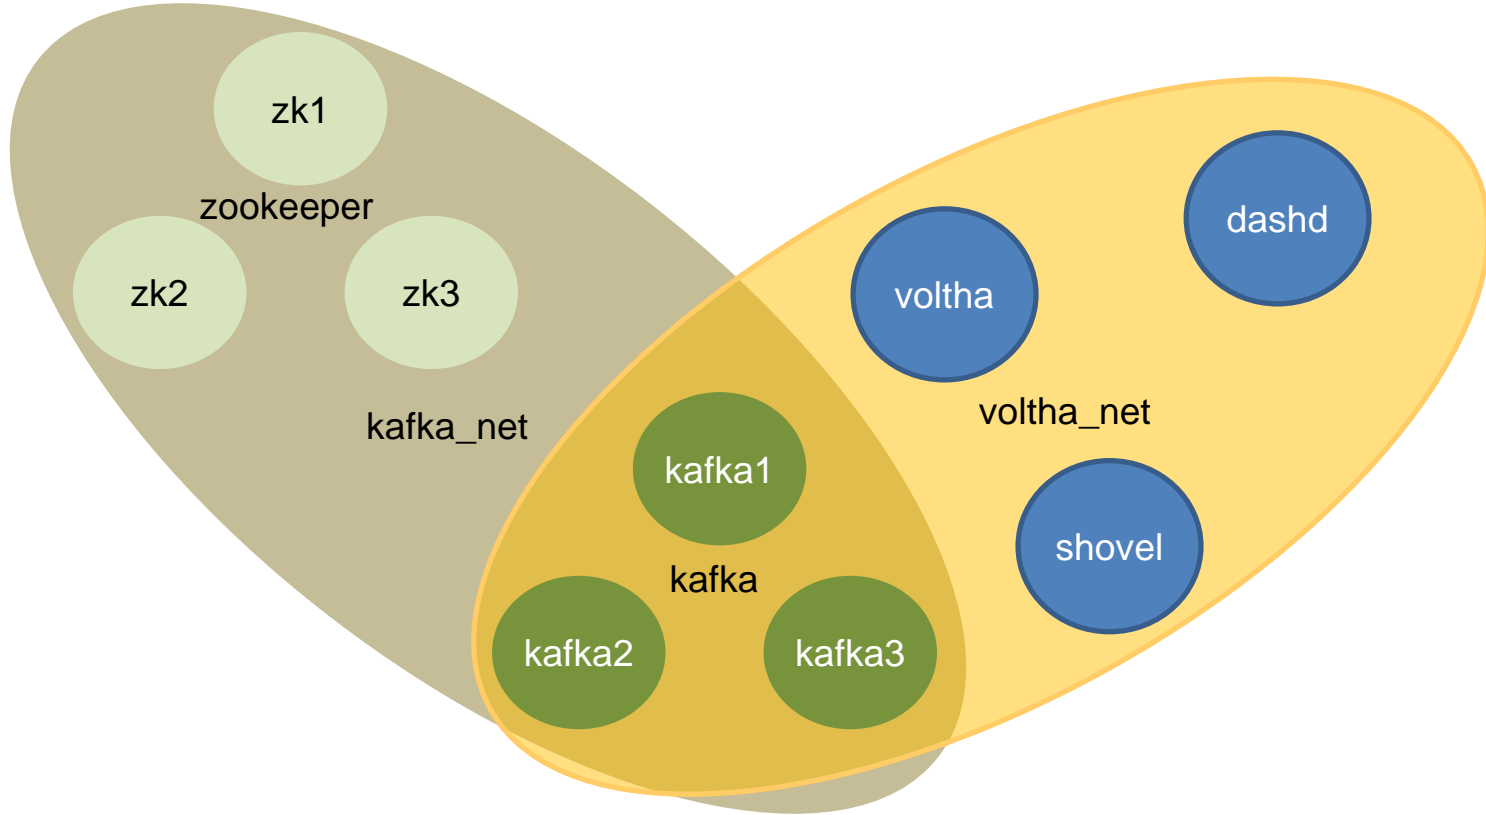 zk1
zookeeper
zk2
zk3
kafka_net
dashd
voltha
voltha_net
shovel
kafka1
kafka
kafka2
kafka3